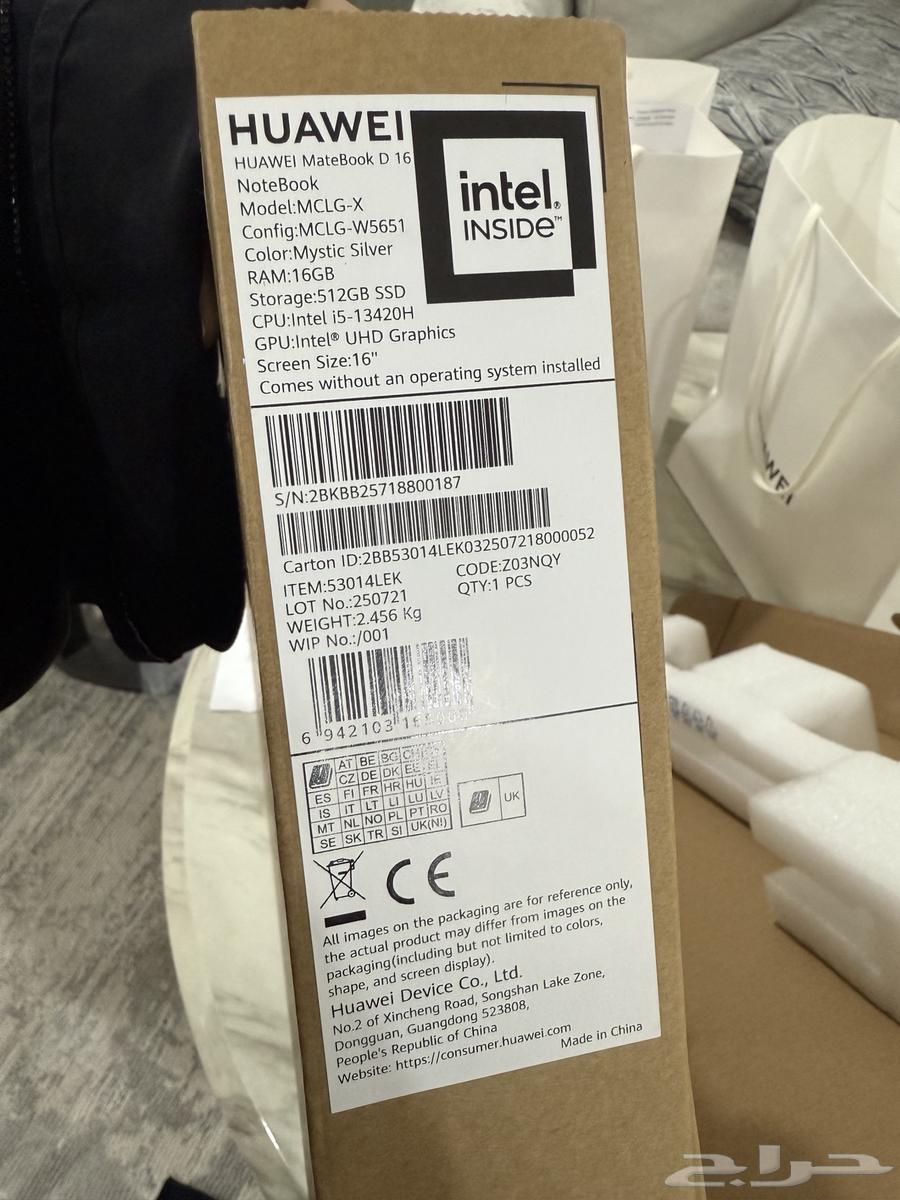 HUAWEI
HUAWEI MateBook D 16
NoteBook
Model:MCLG-X
Config:MCLG-W5651
Color:Mystic Silver
RAM:16GB
Storage:512GB SSD
CPU:Intel i5-13420H
GPU:Intel® UHD Graphics
Screen Size:16"
Comes without an operating system installed
intel®
INSIDE™
S/N:2BKBB25718800187
Carton ID:2BB53014LEK032507218000052
ITEM:53014LEK
CODE:Z03NQY
LOT No.:250721
QTY:1 PCS
WEIGHT:2.456 Kg
WIP No.:/001
6 942103
AT BE BG CH
CZ DE DK EE
ES FI FR HR HU IE
IS IT LT LI LU LV
MT NL NO PL PT RO
SE SK TR SI UK(NI)
UK
CE
All images on the packaging are for reference only,
the actual product may differ from images on the
packaging(including but not limited to colors,
shape, and screen display).
Huawei Device Co., Ltd.
No.2 of Xincheng Road, Songshan Lake Zone,
Dongguan, Guangdong 523808,
People's Republic of China
Website: https://consumer.huawei.com
Made in China
حراج